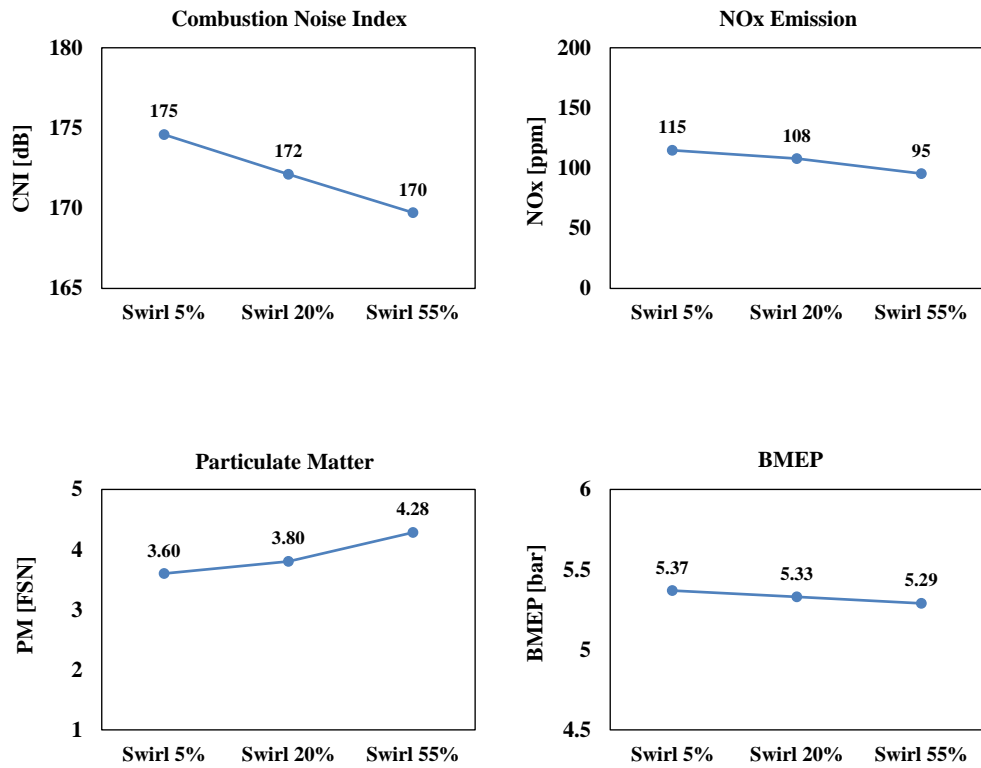 Combustion Noise Index
180
175
170
165
CNI [dB]
175
172
170
Swirl 5% Swirl 20% Swirl 55%
NOx Emission
200
150
100
50
0
NOx [ppm]
115
108
95
Swirl 5% Swirl 20% Swirl 55%
Particulate Matter
5
4
3
2
1
PM [FSN]
3.60
3.80
4.28
Swirl 5% Swirl 20% Swirl 55%
BMEP
6
5.5
5
4.5
BMEP [bar]
5.37
5.33
5.29
Swirl 5% Swirl 20% Swirl 55%